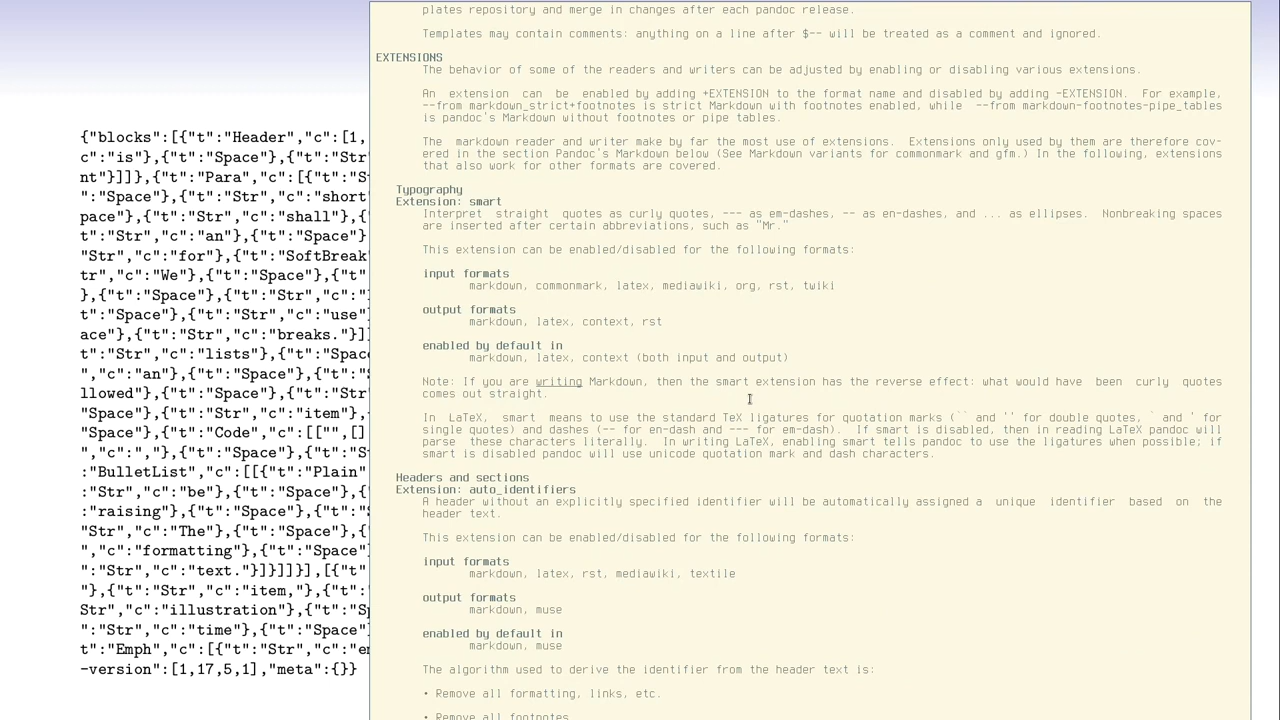 {"blocks":[{"t":"Header","c":[1,
c":"is"},{"t":"Space"},{"t":"Str
nt"}]]},{"t":"Para","c":[{"t":"S
":"Space"},{"t":"Str","c":"short
pace"},{"t":"Str","c":"shall"},{
t":"Str","c":"an"},{"t":"Space"}
"Str","c":"for"},{"t":"SoftBreak
tr","c":"We"},{"t":"Space"},{"t"
},{"t":"Space"},{"t":"Str","c":"
t":"Space"},{"t":"Str","c":"use"
ace"},{"t":"Str","c":"breaks."}]
t":"Str","c":"lists"},{"t":"Space
","c":"an"},{"t":"Space"},{"t":"S
llowed"},{"t":"Space"},{"t":"Str
"Space"},{"t":"Str","c":"item"},
"Space"},{"t":"Code","c":[["",[]
"c":","},{"t":"Space"},{"t":"S
:"BulletList","c":[[{"t":"Plain"
:"Str","c":"be"},{"t":"Space"},{
:"raising"},{"t":"Space"},{"t":"S
"Str","c":"The"},{"t":"Space"},{
","c":"formatting"},{"t":"Space"
:"Str","c":"text."}]}]]},[{"t"
"},{"t":"Str","c":"item,"},{"t":
Str","c":"illustration"},{"t":"Sp
:"Str","c":"time"},{"t":"Space"}
t":"Emph","c":[{"t":"Str","c":"e
-version":[1,17,5,1],"meta":{}}
plates repository and merge in changes after each pandoc release.
Templates may contain comments: anything on a line after $-- will be treated as a comment and ignored.
EXTENSIONS
The behavior of some of the readers and writers can be adjusted by enabling or disabling various extensions.
An extension can be enabled by adding +EXTENSION to the format name and disabled by adding -EXTENSION. For example,
--from markdown_strict+footnotes is strict Markdown with footnotes enabled, while --from markdown-footnotes-pipe_tables
is pandoc's Markdown without footnotes or pipe tables.
The markdown reader and writer make by far the most use of extensions. Extensions only used by them are therefore cov-
ered in the section Pandoc's Markdown below (See Markdown variants for commonmark and gfm.) In the following, extensions
that also work for other formats are covered.
Typography
Extension: smart
Interpret straight quotes as curly quotes, --- as em-dashes, -- as en-dashes, and ... as ellipses. Nonbreaking spaces
are inserted after certain abbreviations, such as "Mr."
This extension can be enabled/disabled for the following formats:
input formats
markdown, commonmark, latex, mediawiki, org, rst, twiki
output formats
markdown, latex, context, rst
enabled by default in
markdown, latex, context (both input and output)
Note: If you are writing Markdown, then the smart extension has the reverse effect: what would have been curly quotes
comes out straight.
In LaTeX, smart means to use the standard TeX ligatures for quotation marks (`` and '' for double quotes, ` and ' for
single quotes) and dashes (-- for en-dash and --- for em-dash). If smart is disabled, then in reading LaTeX pandoc will
parse these characters literally. In writing LaTeX, enabling smart tells pandoc to use the ligatures when possible; if
smart is disabled pandoc will use unicode quotation mark and dash characters.
Headers and sections
Extension: auto_identifiers
A header without an explicitly specified identifier will be automatically assigned a unique identifier based on the
header text.
This extension can be enabled/disabled for the following formats:
input formats
markdown, latex, rst, mediawiki, textile
output formats
markdown, muse
enabled by default in
markdown, muse
The algorithm used to derive the identifier from the header text is:
• Remove all formatting, links, etc.
• Remove all footnotes